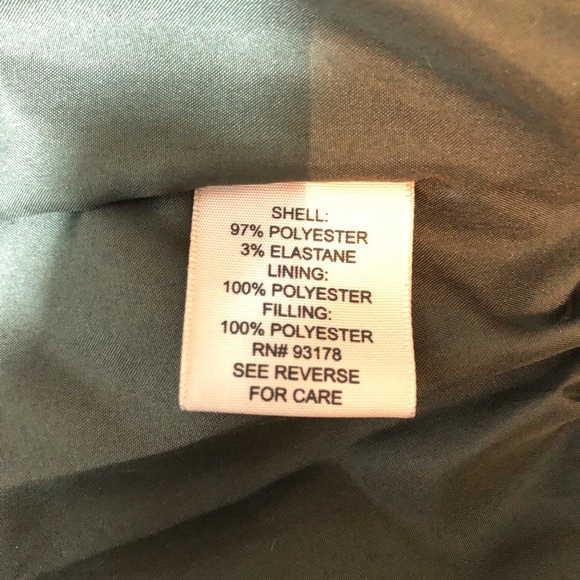 SHELL:
97% POLYESTER
3% ELASTANE
LINING:
100% POLYESTER
FILLING:
100% POLYESTER
RN# 93178
SEE REVERSE
FOR CARE